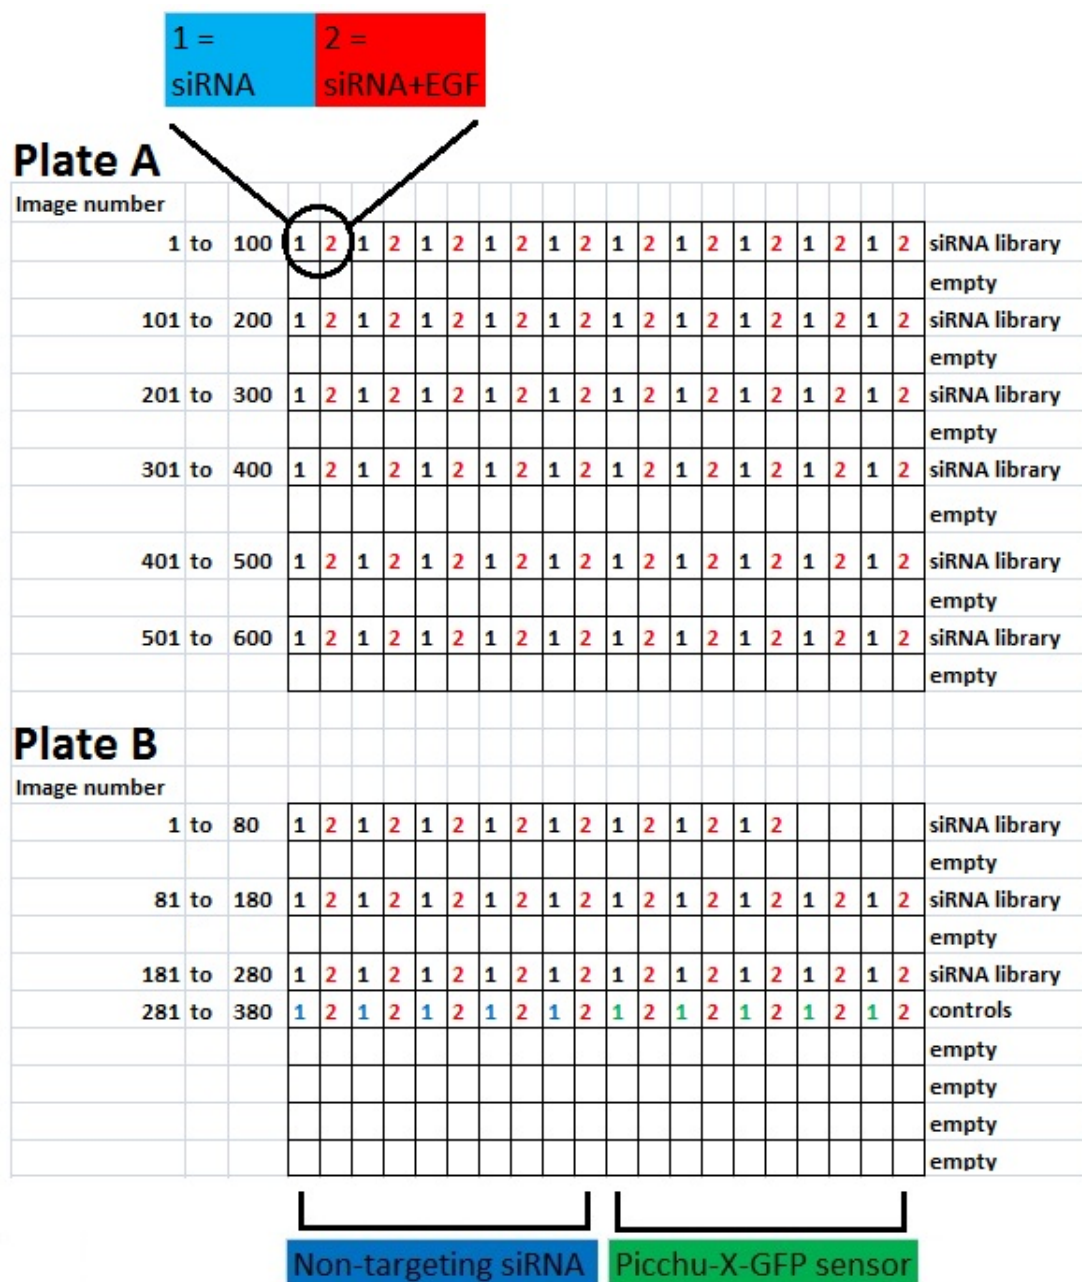 1 = siRNA
2 = siRNA+EGF
Plate A
Image number
1 to 100 1 2 1 2 1 2 1 2 1 2 1 2 1 2 1 2 1 2 1 2 siRNA library
empty
101 to 200 1 2 1 2 1 2 1 2 1 2 1 2 1 2 1 2 1 2 1 2 siRNA library
empty
201 to 300 1 2 1 2 1 2 1 2 1 2 1 2 1 2 1 2 1 2 1 2 siRNA library
empty
301 to 400 1 2 1 2 1 2 1 2 1 2 1 2 1 2 1 2 1 2 1 2 siRNA library
empty
401 to 500 1 2 1 2 1 2 1 2 1 2 1 2 1 2 1 2 1 2 1 2 siRNA library
empty
501 to 600 1 2 1 2 1 2 1 2 1 2 1 2 1 2 1 2 1 2 1 2 siRNA library
empty
Plate B
Image number
1 to 80 1 2 1 2 1 2 1 2 1 2 1 2 1 2 1 2 siRNA library
empty
81 to 180 1 2 1 2 1 2 1 2 1 2 1 2 1 2 1 2 1 2 1 2 siRNA library
empty
181 to 280 1 2 1 2 1 2 1 2 1 2 1 2 1 2 1 2 1 2 1 2 siRNA library
281 to 380 1 2 1 2 1 2 1 2 1 2 1 2 1 2 1 2 1 2 1 2 controls
empty
empty
empty
empty
Non-targeting siRNA Picchu-X-GFP sensor